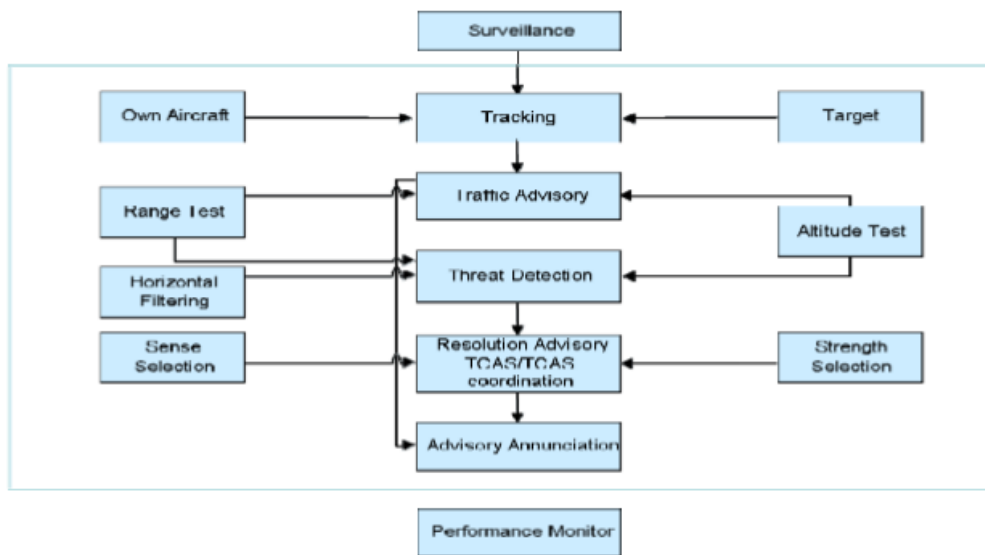 Surveillance
Own Aircraft
Tracking
Target
Traffic Advisory
Range Test
Altitude Test
Threat Detection
Horizontal
Filtering
Sense
Selection
Resolution Advisory
TCAS/TCAS
coordination
Strength
Selection
Advisory Annunciation
Performance Monitor